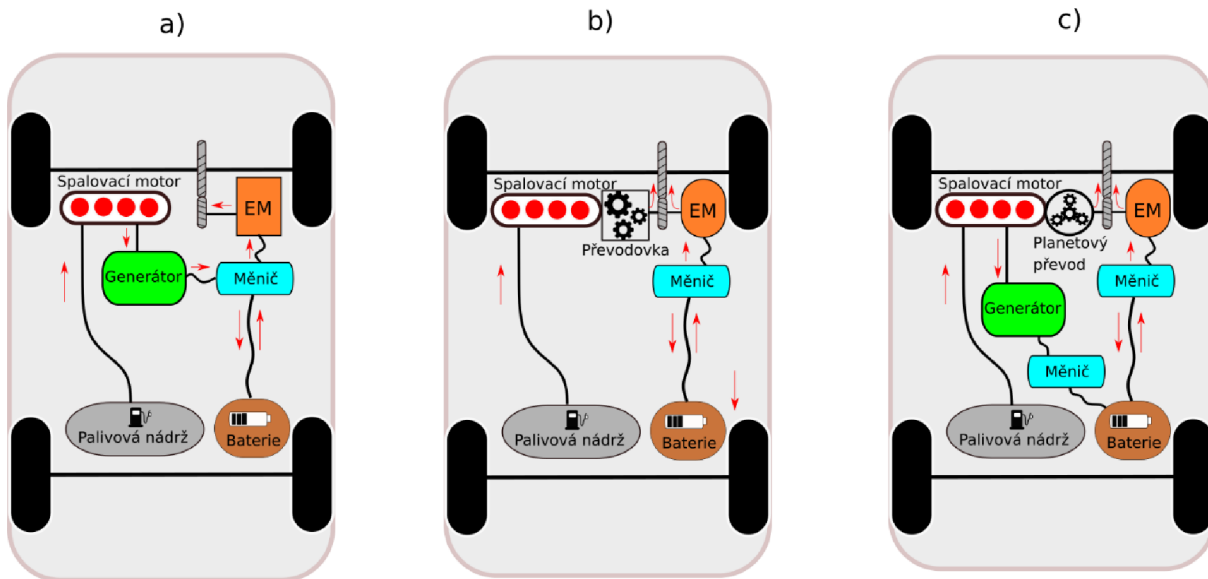 a)
Spalovací motor
EM
Generátor
Měnič
Palivová nádrž
Baterie
b)
Spalovací motor
EM
Převodovka
Měnič
Palivová nádrž
Baterie
c)
Spalovací motor
EM
Planetový
převod
Měnič
Generátor
Měnič
Palivová nádrž
Baterie